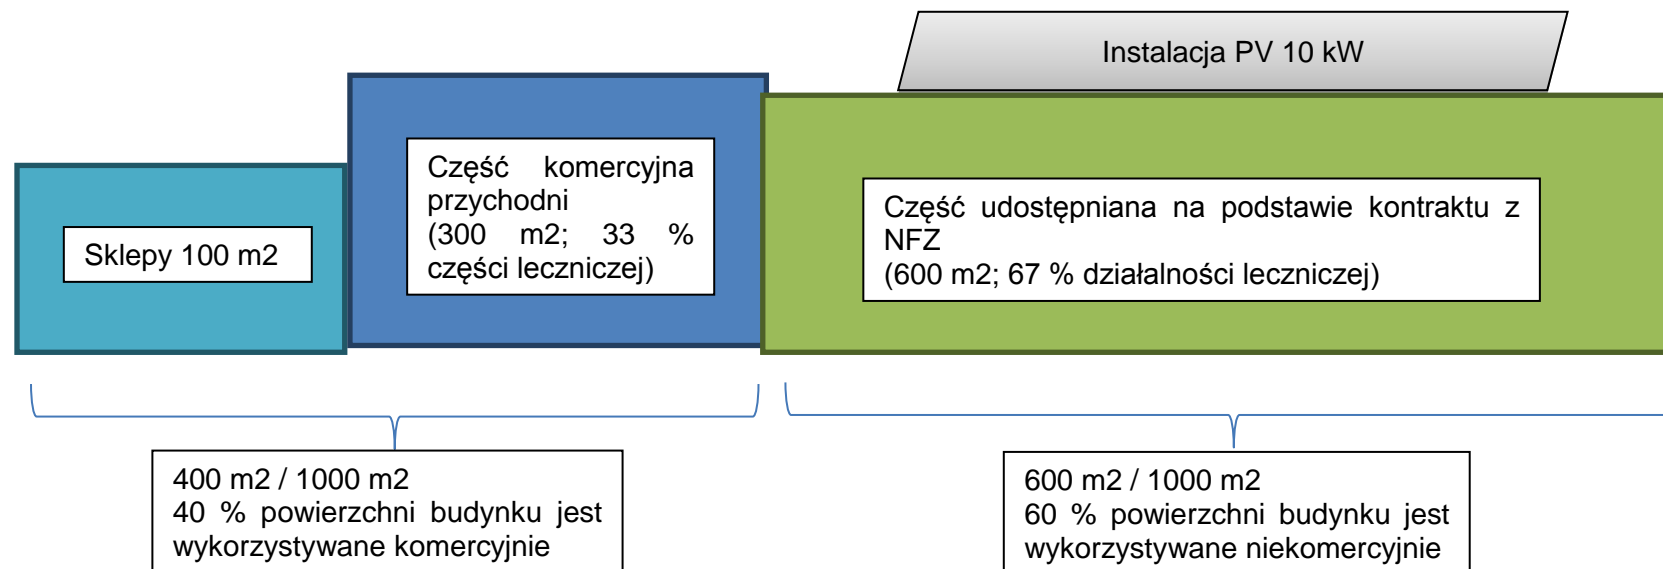 Instalacja PV 10 kW
Sklepy 100 m2
Część komercyjna
przychodni
(300 m2; 33 %
części leczniczej)
Część udostępniana na podstawie kontraktu z
NFZ
(600 m2; 67 % działalności leczniczej)
400 m2 / 1000 m2
40 % powierzchni budynku jest
wykorzystywane komercyjnie
600 m2 / 1000 m2
60 % powierzchni budynku jest
wykorzystywane niekomercyjnie